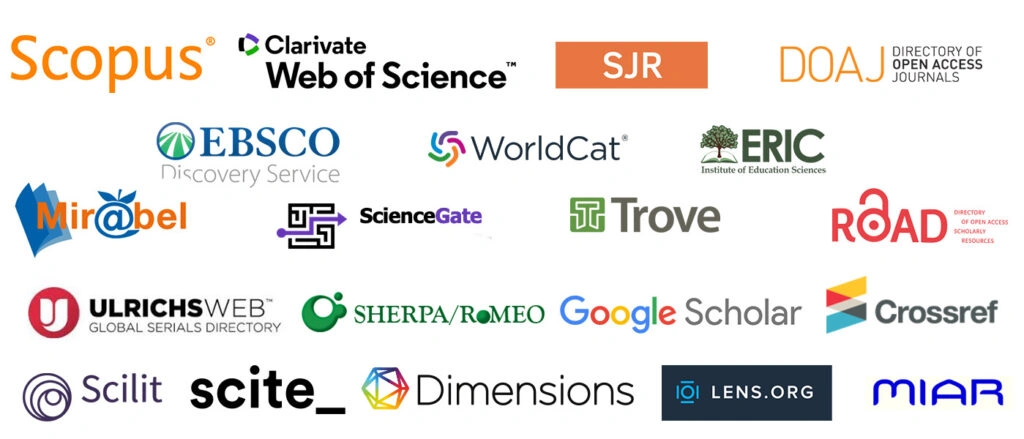 Scopus®
Clarivate
Web of Science™
SJR
DOAJ
DIRECTORY OF
OPEN ACCESS
JOURNALS
EBSCO
Discovery Service
WorldCat®
ERIC
Institute of Education Sciences
Mir@bel
ScienceGate
Trove
ROAD
DIRECTORY
OF OPEN ACCESS
SCHOLARLY
RESOURCES
ULRICHSWEB™
GLOBAL SERIALS DIRECTORY
SHERPA/RoMEO
Google Scholar
Crossref
Scilit
scite_
Dimensions
LENS.ORG
MIAR